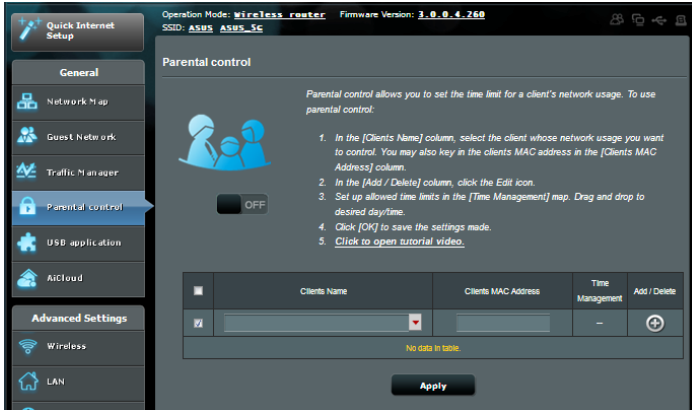 Quick Internet
Setup
Operation Mode: Wireless router Firmware Version: 3.0.0.4.260
SSID: ASUS ASUS_5G
General
Network Map
Guest Network
Traffic Manager
Parental control
USB application
AiCloud
Advanced Settings
Wireless
LAN
Parental control
Parental control allows you to set the time limit for a client's network usage. To use
parental control:
1. In the [Clients Name] column, select the client whose network usage you want
to control. You may also key in the clients MAC address in the [Clients MAC
Address] column.
2. In the [Add / Delete] column, click the Edit icon.
3. Set up allowed time limits in the [Time Management] map. Drag and drop to
desired day/time.
4. Click [OK] to save the settings made.
5. Click to open tutorial video.
OFF
Clients Name Clients MAC Address Time Management Add / Delete
–
No data in table.
Apply